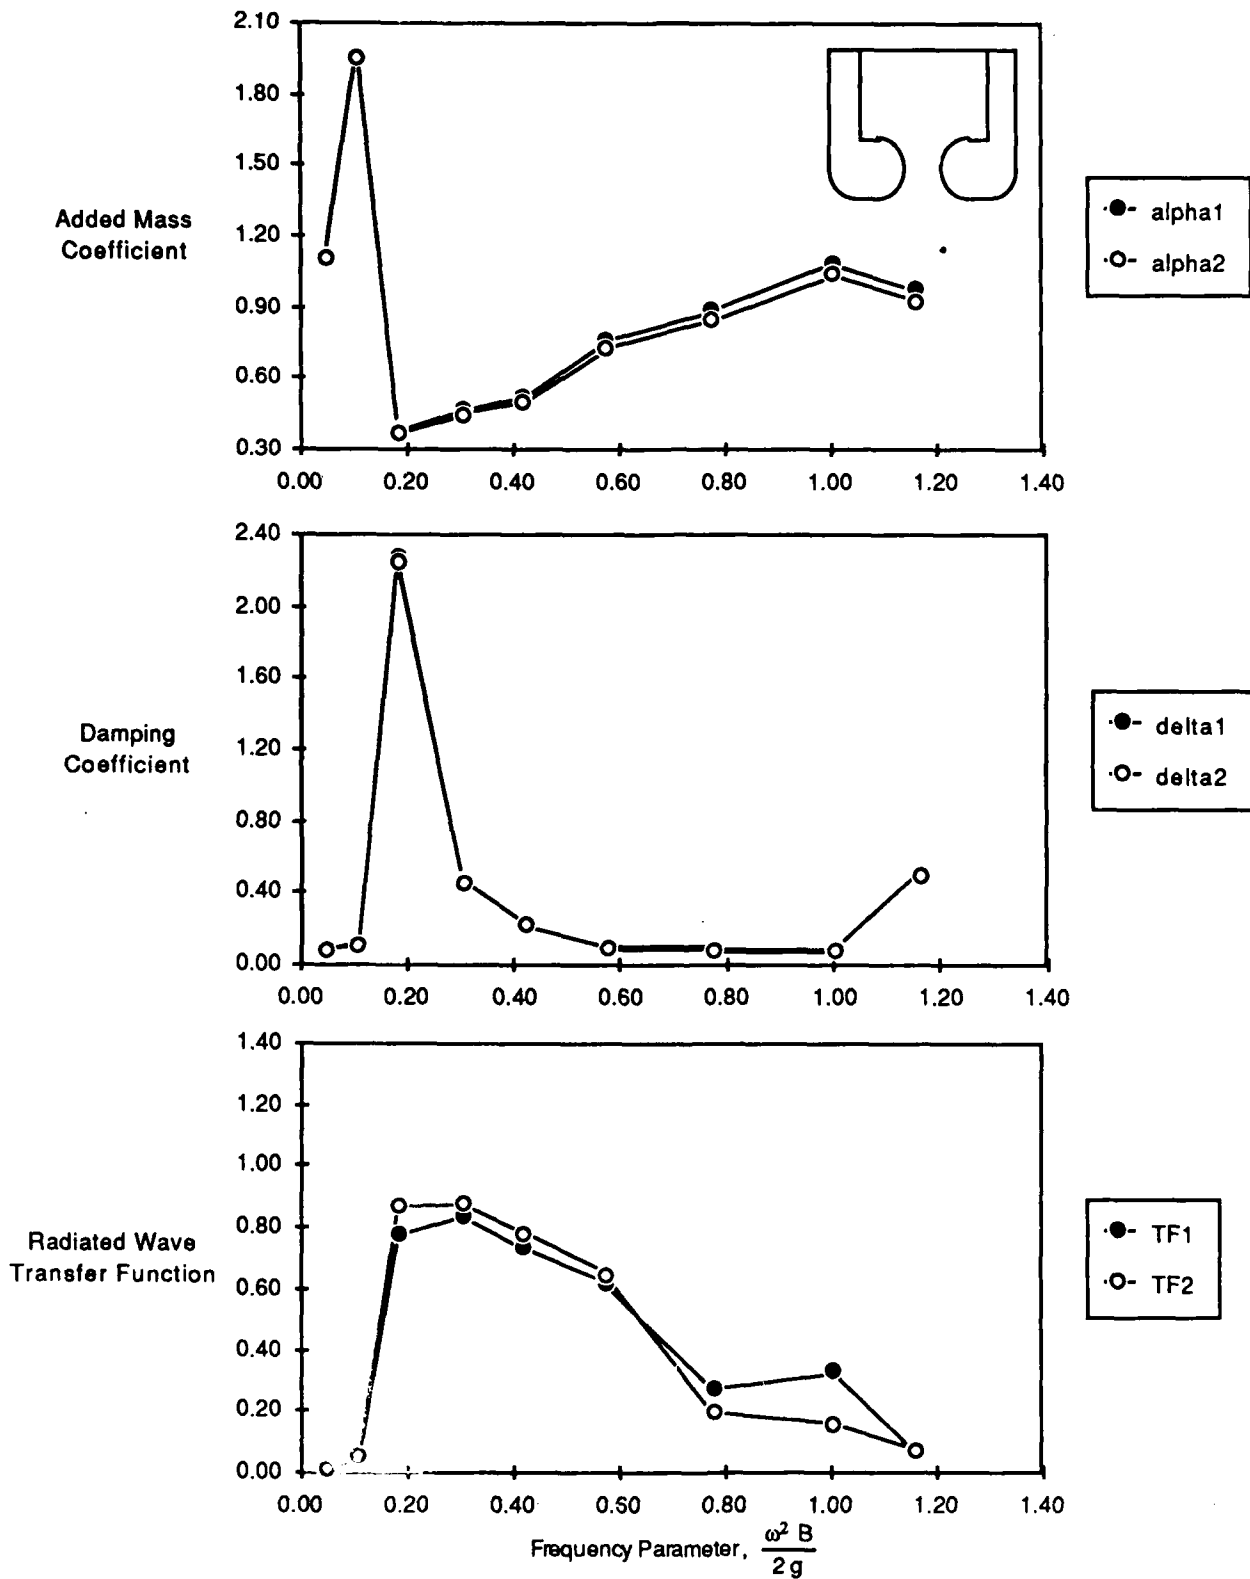 2.10
1.80
1.50
1.20
0.90
0.60
0.30
Added Mass
Coefficient
0.00 0.20 0.40 0.60 0.80 1.00 1.20 1.40
alpha1
alpha2
2.40
2.00
1.60
1.20
0.80
0.40
0.00
Damping
Coefficient
0.00 0.20 0.40 0.60 0.80 1.00 1.20 1.40
delta1
delta2
1.40
1.20
1.00
0.80
0.60
0.40
0.20
0.00
Radiated Wave
Transfer Function
0.00 0.20 0.40 0.60 0.80 1.00 1.20 1.40
TF1
TF2
Frequency Parameter, ω² B
2 g